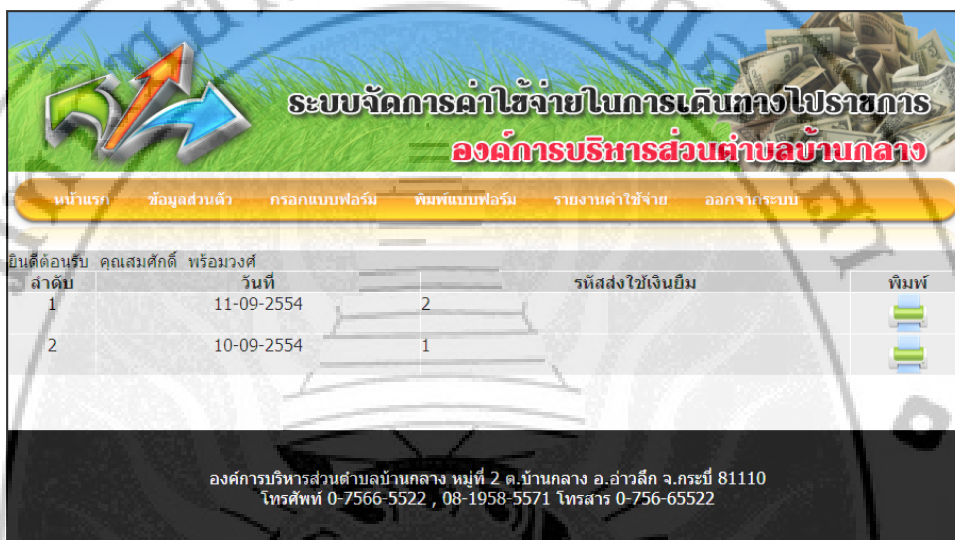 ระบบจัดการค่าใช้จ่ายในการเดินทางไปราชการ
องค์การบริหารส่วนตำบลบ้านกลาง
หน้าแรก ข้อมูลส่วนตัว กรอกแบบฟอร์ม พิมพ์แบบฟอร์ม รายงานค่าใช้จ่าย ออกจากระบบ
ยินดีต้อนรับ คุณสมศักดิ์ พร้อมวงศ์
ลำดับ วันที่ รหัสส่งใช้เงินยืม พิมพ์
1 11-09-2554 2
2 10-09-2554 1
องค์การบริหารส่วนตำบลบ้านกลาง หมู่ที่ 2 ต.บ้านกลาง อ.อ่าวลึก จ.กระบี่ 81110
โทรศัพท์ 0-7566-5522 , 08-1958-5571 โทรสาร 0-756-65522